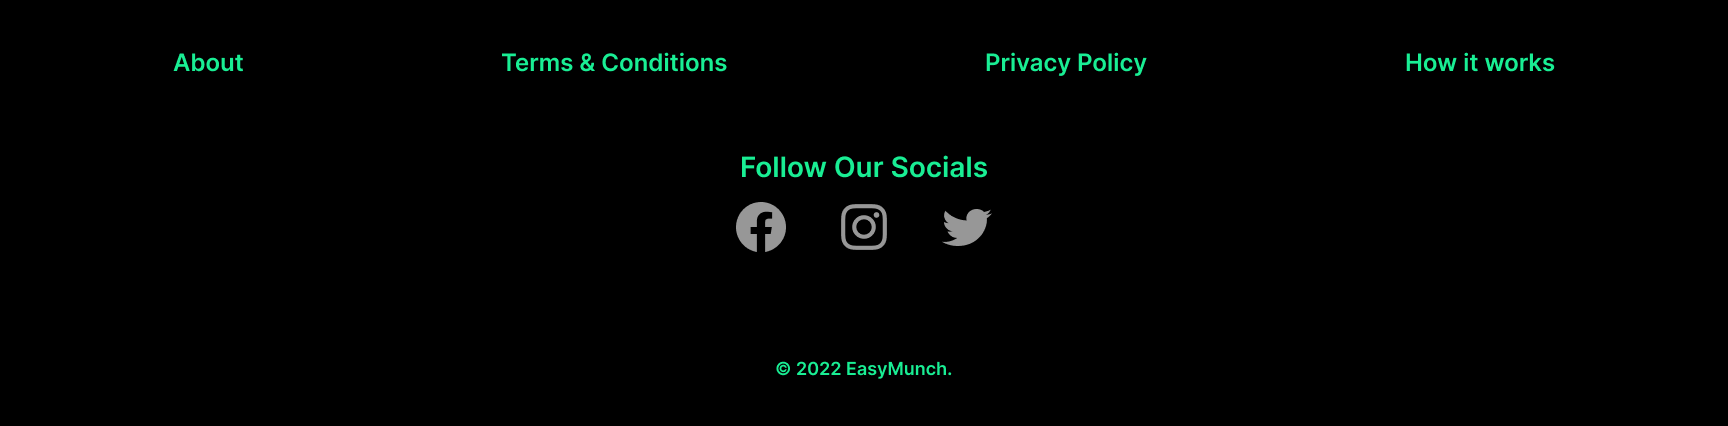 About Terms & Conditions Privacy Policy How it works
Follow Our Socials
© 2022 EasyMunch.